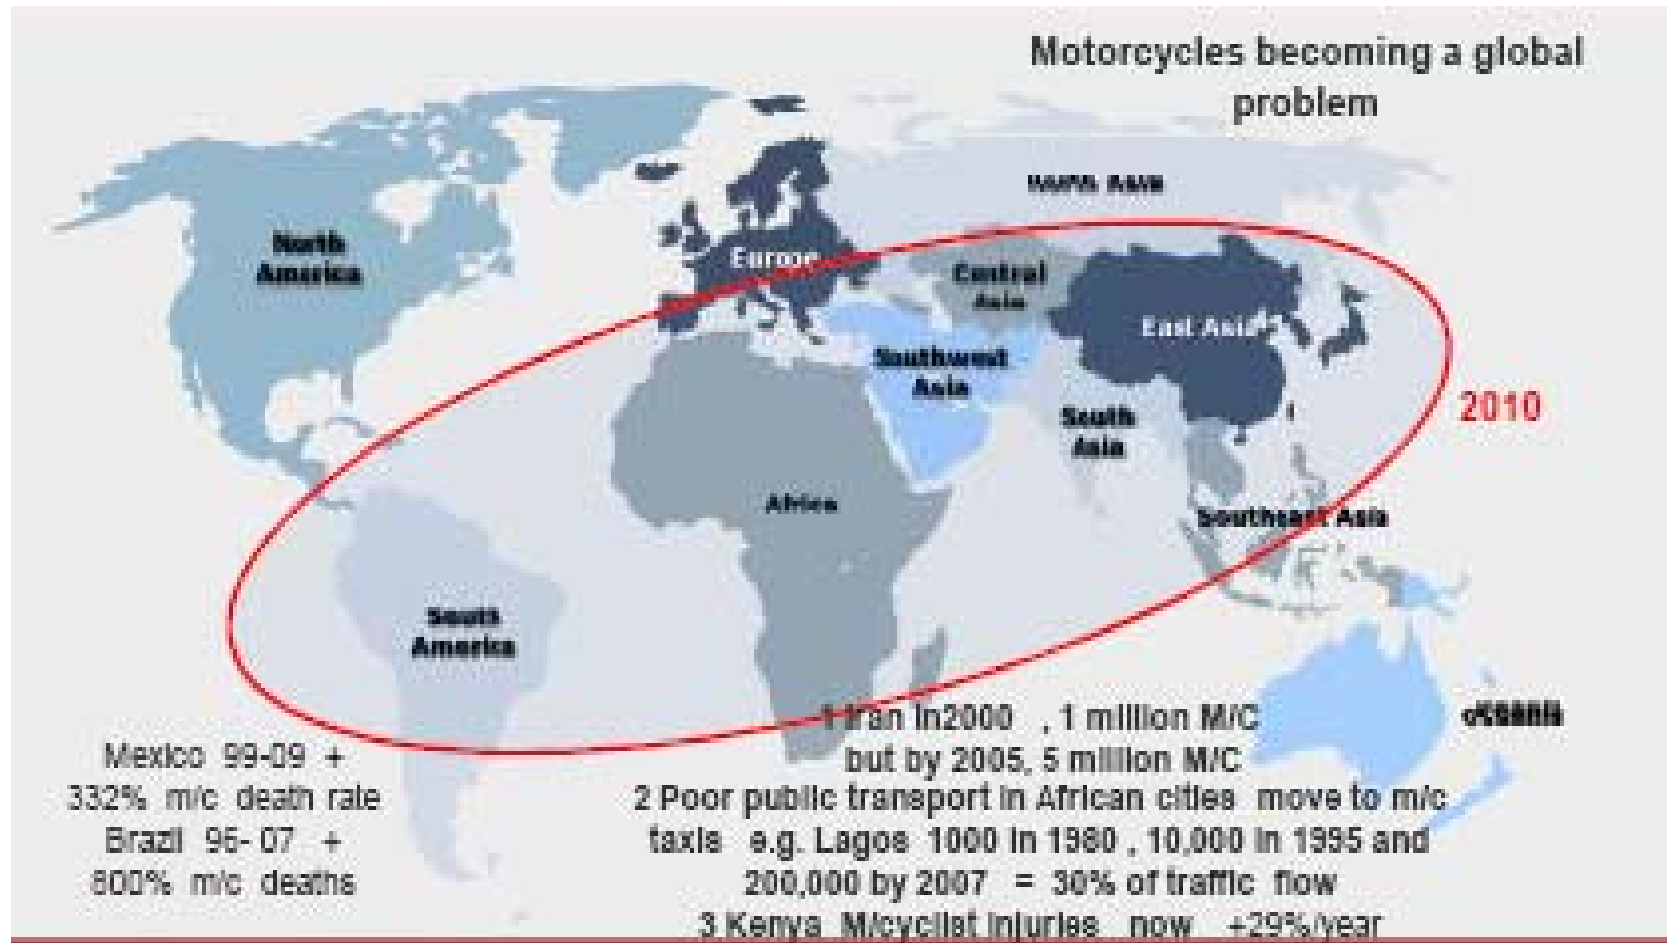 Motorcycles becoming a global
problem
North Asia
North
America
Europe
Central
Asia
East Asia
Southwest
Asia
South
Asia
2010
Africa
Southeast Asia
South
America
1 Iran in2000 , 1 million M/C
Oceania
Mexico 99-09 +
but by 2005, 5 million M/C
332% m/c death rate
2 Poor public transport in African cities move to m/c
Brazil 96- 07 +
taxis e.g. Lagos 1000 in 1980 , 10,000 in 1995 and
800% m/c deaths
200,000 by 2007 = 30% of traffic flow
3 Kenya M/cyclist injuries now +29%/year